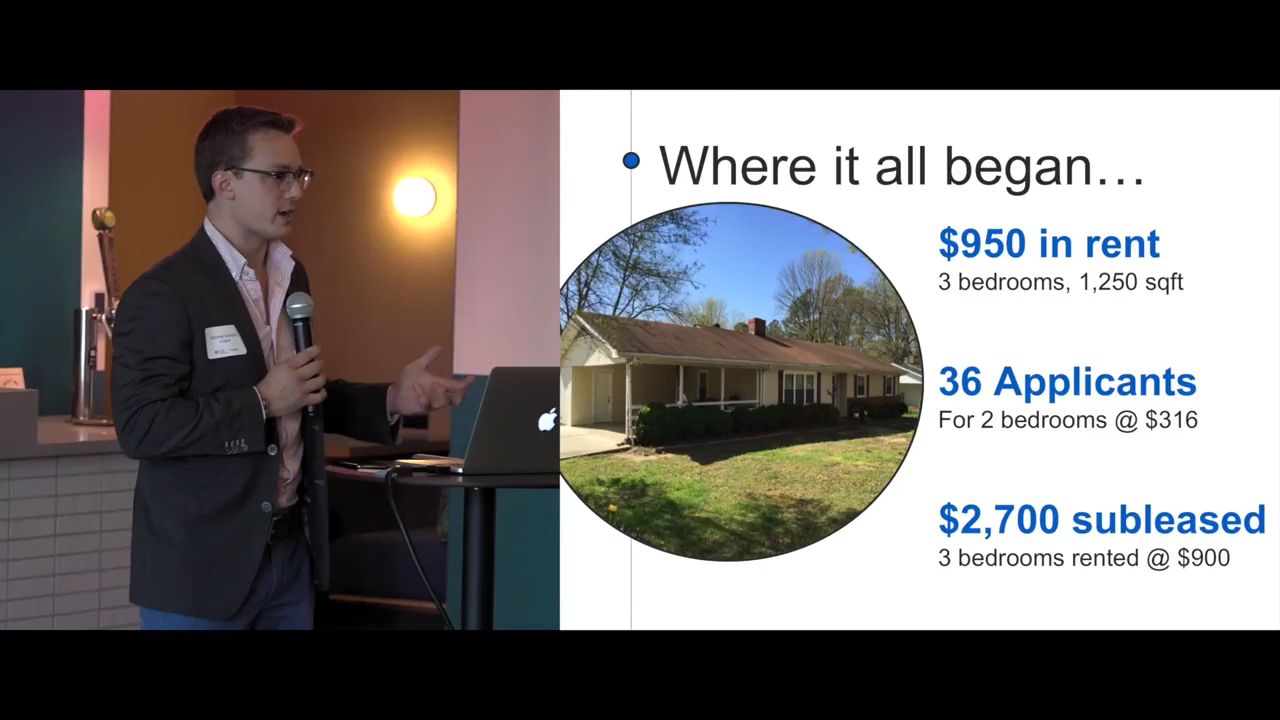 Where it all began…
$950 in rent
3 bedrooms, 1,250 sqft
36 Applicants
For 2 bedrooms @ $316
$2,700 subleased
3 bedrooms rented @ $900